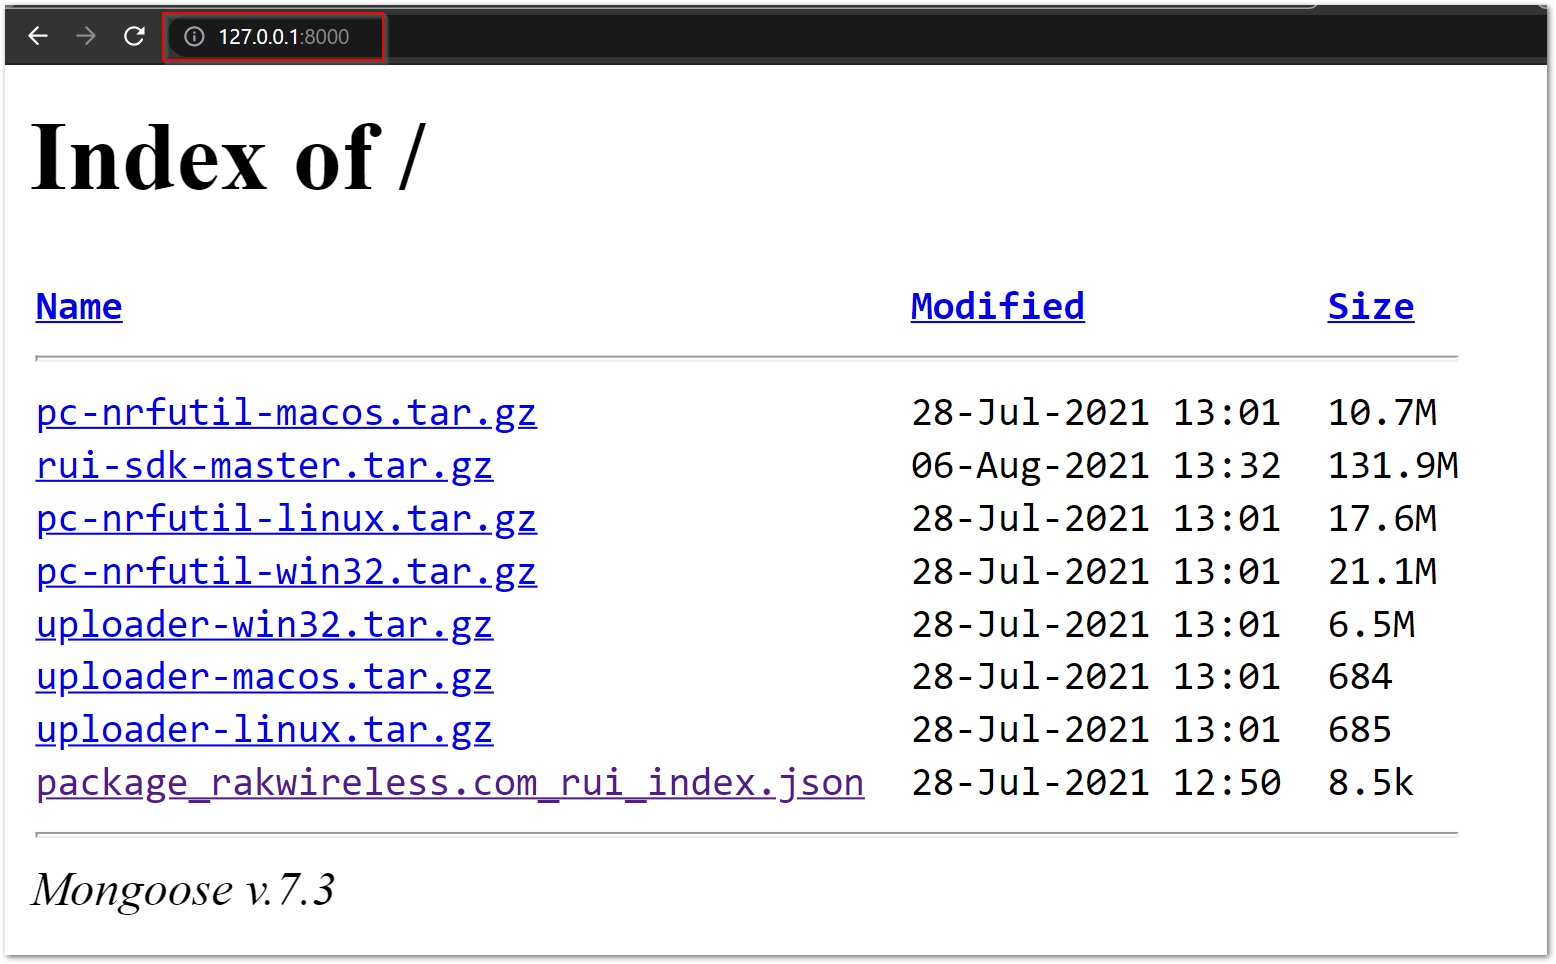 127.0.0.1:8000
Index of /
Name Modified Size
pc-nrfutil-macos.tar.gz 28-Jul-2021 13:01 10.7M
rui-sdk-master.tar.gz 06-Aug-2021 13:32 131.9M
pc-nrfutil-linux.tar.gz 28-Jul-2021 13:01 17.6M
pc-nrfutil-win32.tar.gz 28-Jul-2021 13:01 21.1M
uploader-win32.tar.gz 28-Jul-2021 13:01 6.5M
uploader-macos.tar.gz 28-Jul-2021 13:01 684
uploader-linux.tar.gz 28-Jul-2021 13:01 685
package_rakwireless.com_rui_index.json 28-Jul-2021 12:50 8.5k
Mongoose v.7.3